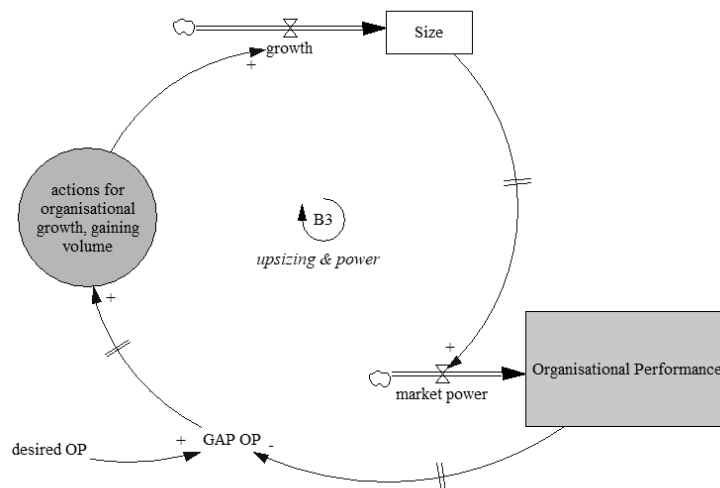 Size
growth
+
actions for
organisational
growth, gaining
volume
B3
upsizing & power
+
+
Organisational Performance
market power
desired OP
+
GAP OP
-